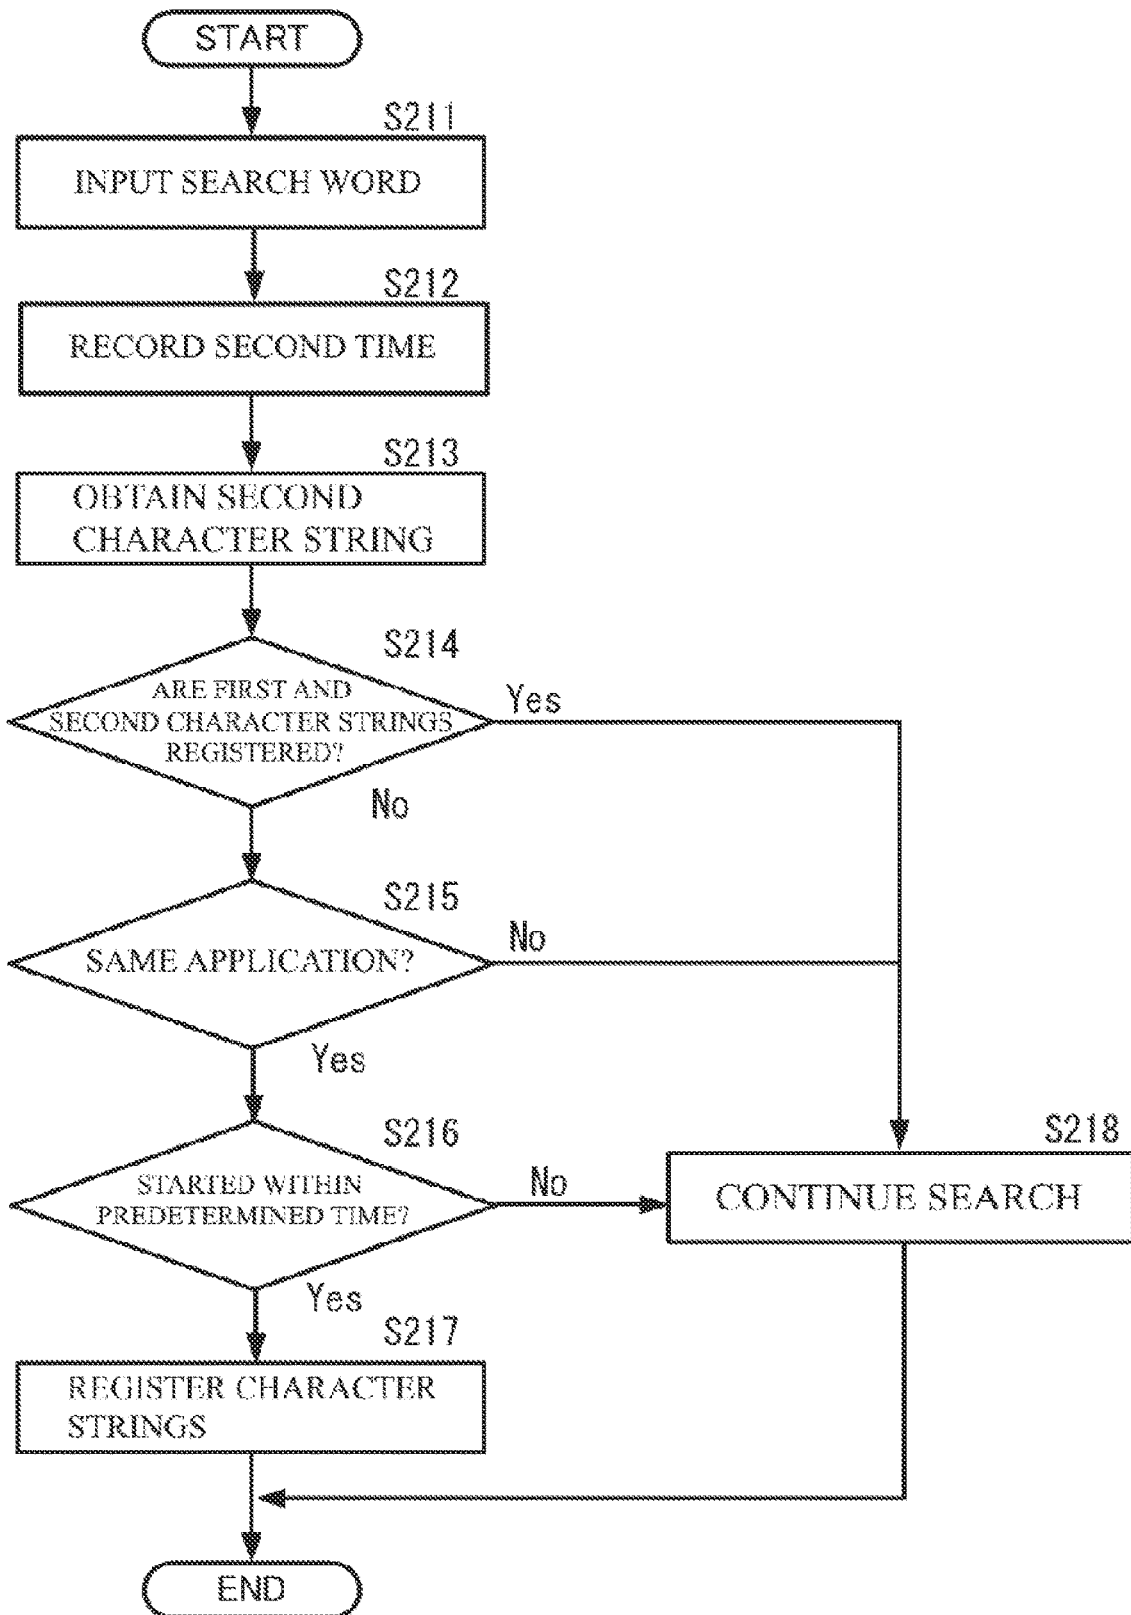 START
S211
INPUT SEARCH WORD
S212
RECORD SECOND TIME
S213
OBTAIN SECOND
CHARACTER STRING
S214
ARE FIRST AND
SECOND CHARACTER STRINGS
REGISTERED?
Yes
No
S215
SAME APPLICATION?
No
Yes
S216
STARTED WITHIN
PREDETERMINED TIME?
No
Yes
S218
CONTINUE SEARCH
S217
REGISTER CHARACTER
STRINGS
END